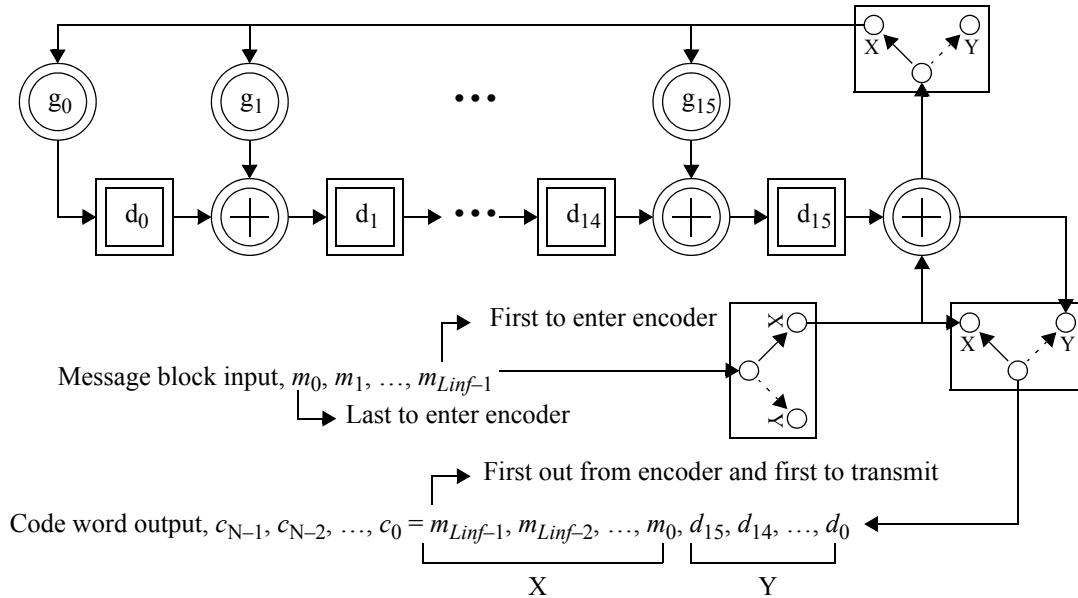 X Y
g0 g1 ••• g15
d0 + d1 ••• d14 + d15 +
First to enter encoder
X
X Y
Message block input, m0, m1, …, mLinf–1
Last to enter encoder
Y
First out from encoder and first to transmit
Code word output, cN–1, cN–2, …, c0 = mLinf–1, mLinf–2, …, m0, d15, d14, …, d0
X Y